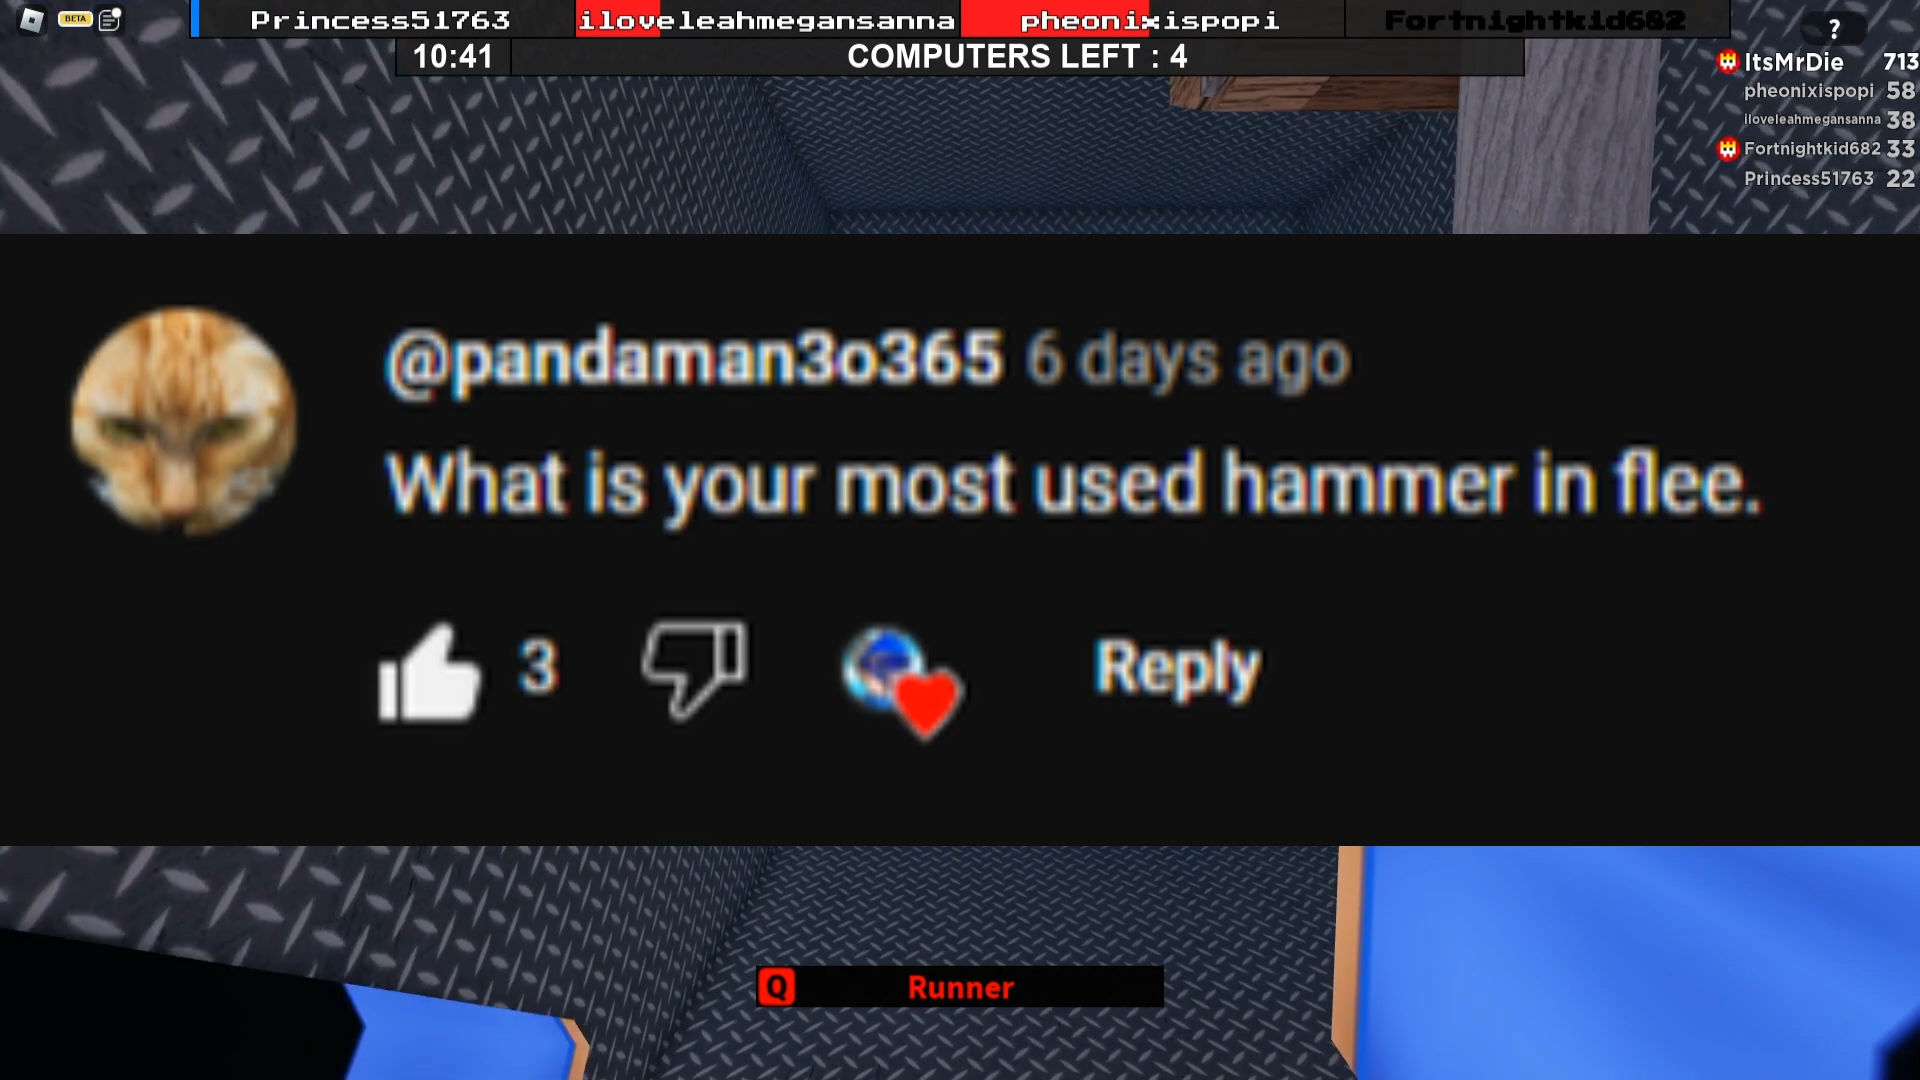 BETA
Princess51763 iloveleahmegansanna pheonixispopi Fortnightkid682
?
10:41 COMPUTERS LEFT : 4
ItsMrDie 713
pheonixispopi 58
iloveleahmegansanna 38
Fortnightkid682 33
Princess51763 22
@pandaman3o365 6 days ago
What is your most used hammer in flee.
3 Reply
Q Runner